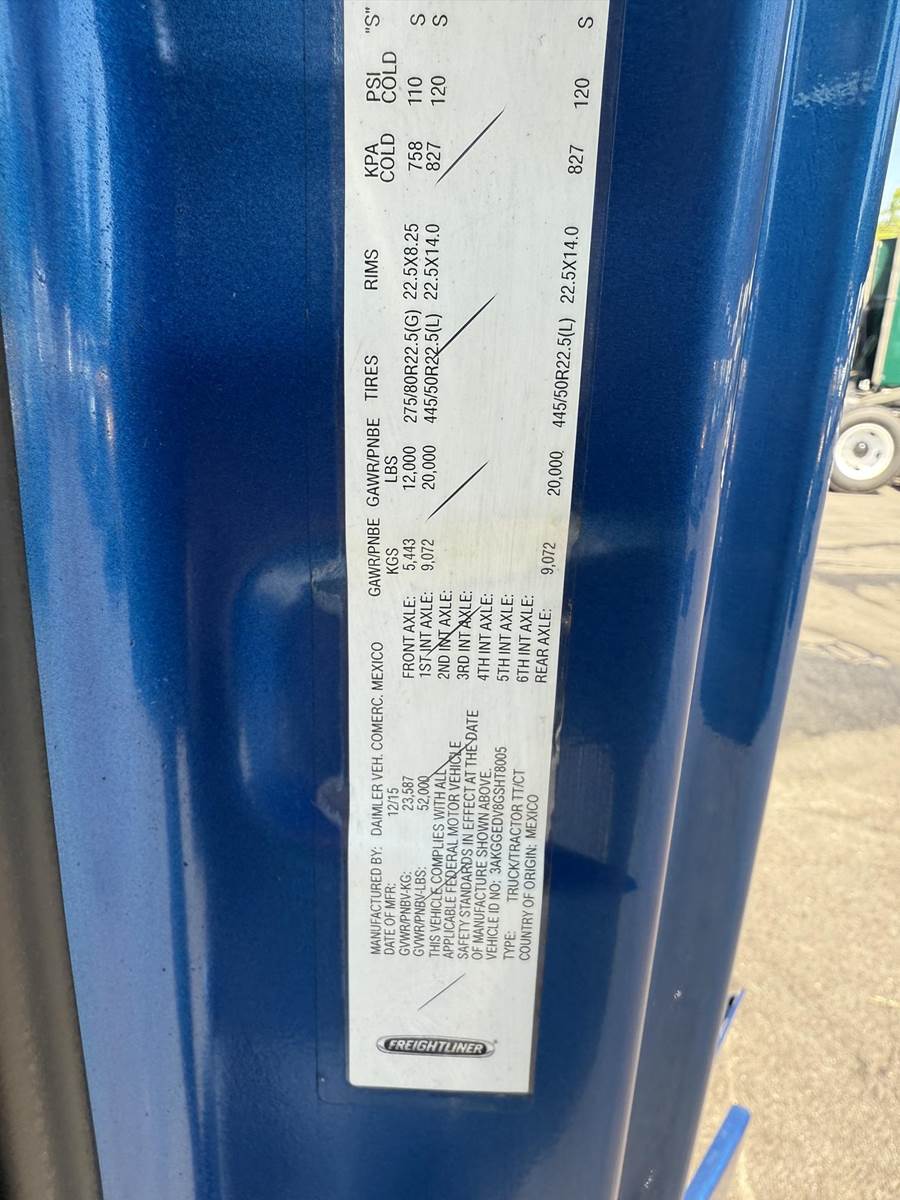 FREIGHTLINER
MANUFACTURED BY: DAIMLER VEH. COMERC. MEXICO
DATE OF MFR: 12/15
GVWR/PNBV-KG: 23,587
GVWR/PNBV-LBS: 52,000
THIS VEHICLE COMPLIES WITH ALL
APPLICABLE FEDERAL MOTOR VEHICLE
SAFETY STANDARDS IN EFFECT AT THE DATE
OF MANUFACTURE SHOWN ABOVE.
VEHICLE ID NO: 3AKGGEDV8GSHT8005
TYPE: TRUCK/TRACTOR TT/CT
COUNTRY OF ORIGIN: MEXICO
GAWR/PNBE GAWR/PNBE TIRES RIMS KPA PSI "S"
KGS LBS COLD COLD
FRONT AXLE: 5,443 12,000 275/80R22.5(G) 22.5X8.25 758 110 S
1ST INT AXLE: 9,072 20,000 445/50R22.5(L) 22.5X14.0 827 120 S
2ND INT AXLE:
3RD INT AXLE:
4TH INT AXLE:
5TH INT AXLE:
6TH INT AXLE:
REAR AXLE: 9,072 20,000 445/50R22.5(L) 22.5X14.0 827 120 S